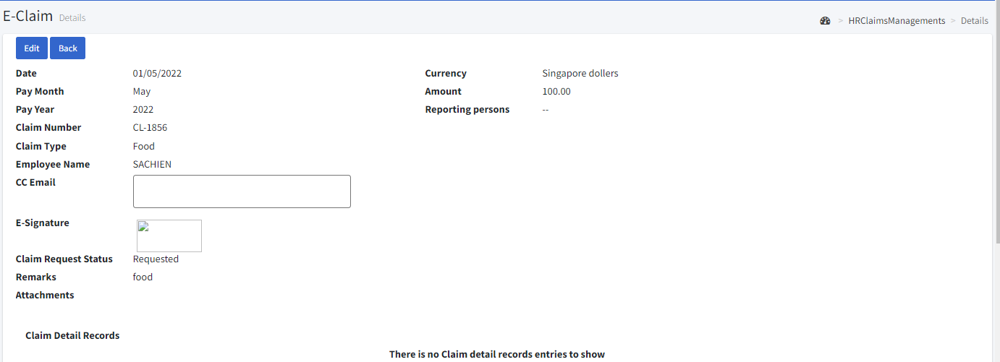 E-Claim Details
> HRClaimsManagements > Details
Edit Back
Date 01/05/2022 Currency Singapore dollers
Pay Month May Amount 100.00
Pay Year 2022 Reporting persons --
Claim Number CL-1856
Claim Type Food
Employee Name SACHIEN
CC Email
E-Signature
Claim Request Status Requested
Remarks food
Attachments
Claim Detail Records
There is no Claim detail records entries to show